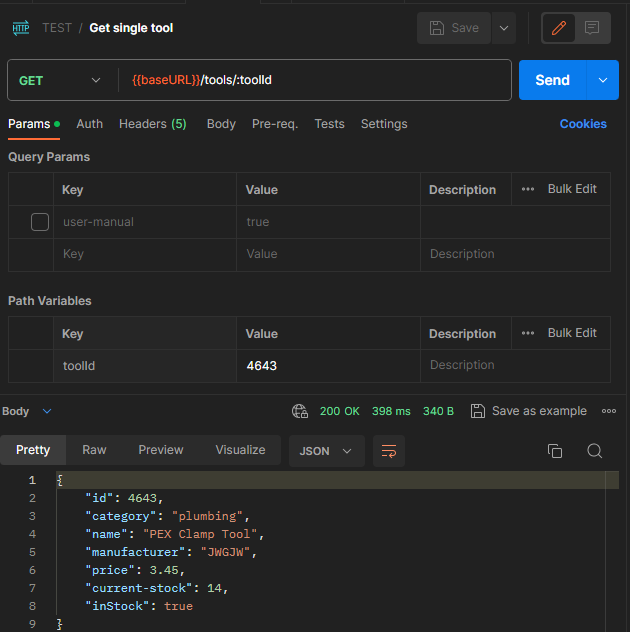 HTTP TEST / Get single tool Save
GET {{baseURL}}/tools/:toolId Send
Params Auth Headers (5) Body Pre-req. Tests Settings Cookies
Query Params
Key Value Description Bulk Edit
user-manual true
Key Value Description
Path Variables
Key Value Description Bulk Edit
toolId 4643 Description
Body 200 OK 398 ms 340 B Save as example
Pretty Raw Preview Visualize JSON
1 {
2 "id": 4643,
3 "category": "plumbing",
4 "name": "PEX Clamp Tool",
5 "manufacturer": "JWGJW",
6 "price": 3.45,
7 "current-stock": 14,
8 "inStock": true
9 }